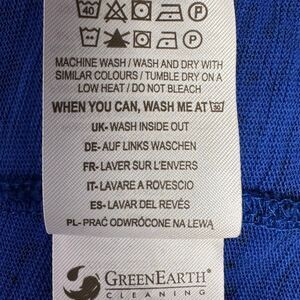 40 P
P
MACHINE WASH / WASH AND DRY WITH
SIMILAR COLOURS / TUMBLE DRY ON A
LOW HEAT / DO NOT BLEACH
WHEN YOU CAN, WASH ME AT
UK- WASH INSIDE OUT
DE- AUF LINKS WASCHEN
FR- LAVER SUR L'ENVERS
IT- LAVARE A ROVESCIO
ES- LAVAR DEL REVÉS
PL- PRAĆ ODWRÓCONE NA LEWĄ
GREENEARTH®
CLEANING